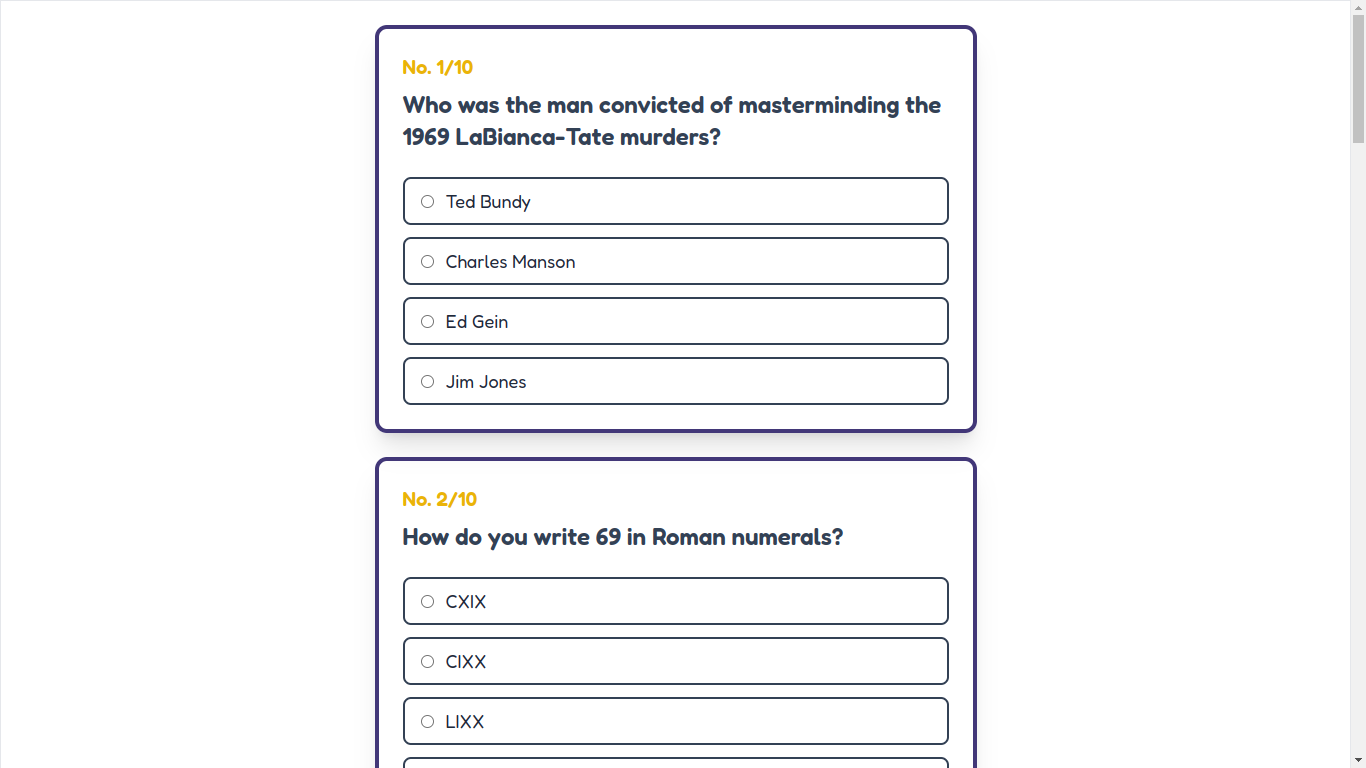 No. 1/10
Who was the man convicted of masterminding the
1969 LaBianca-Tate murders?
Ted Bundy
Charles Manson
Ed Gein
Jim Jones
No. 2/10
How do you write 69 in Roman numerals?
CXIX
CIXX
LIXX